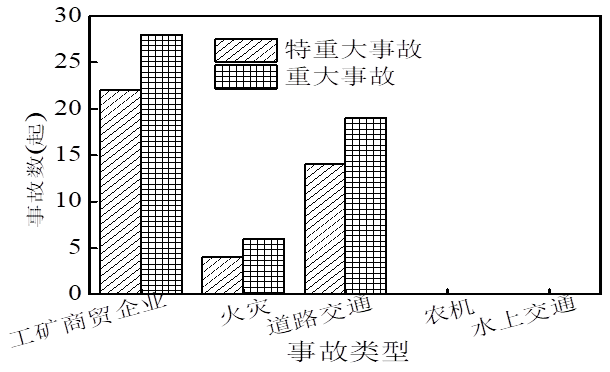 30
25
20
15
10
5
0
事故数(起)
特重大事故
重大事故
工矿商贸企业
火灾
道路交通
农机
水上交通
事故类型